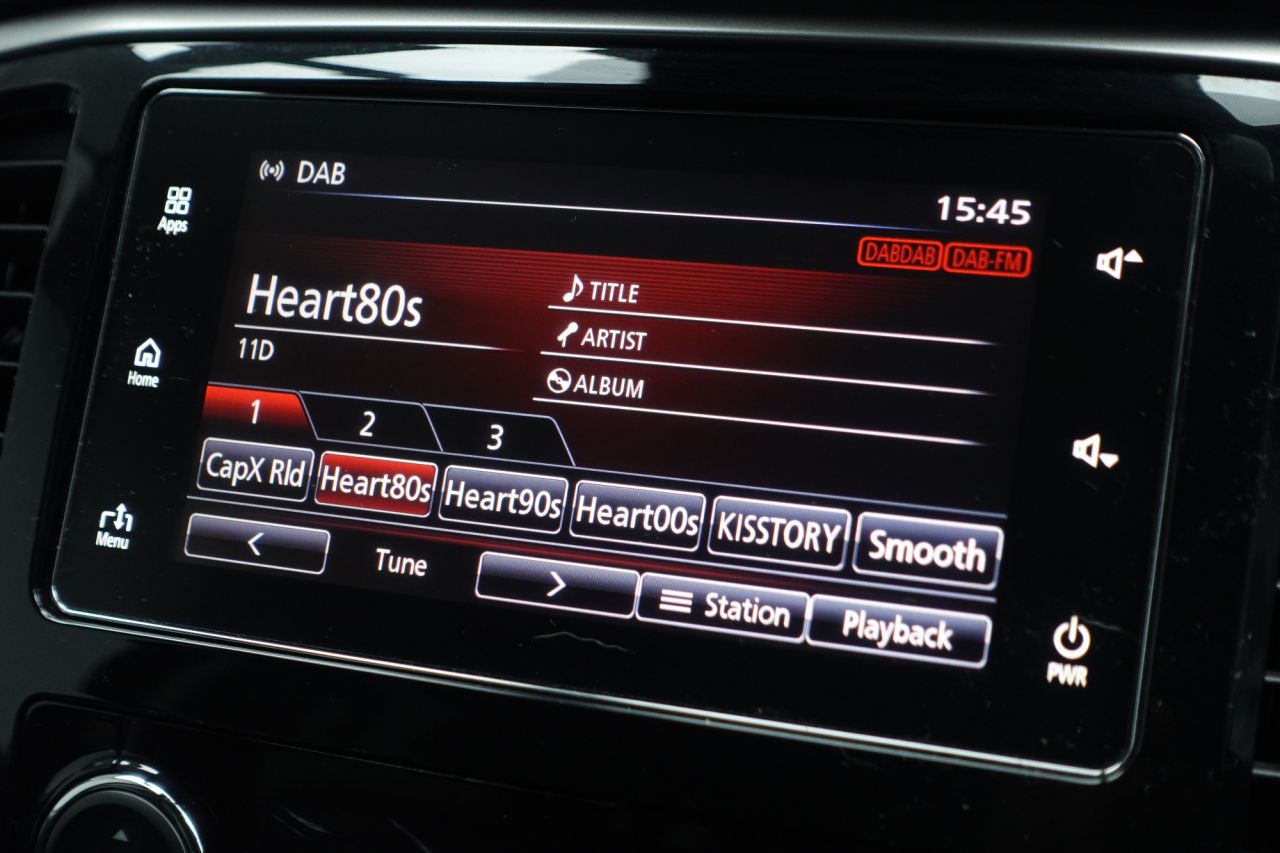 DAB
15:45
Apps
DABDAB DAB-FM
Heart80s
TITLE
11D
ARTIST
Home
ALBUM
1 2 3
CapX Rld Heart80s Heart90s Heart00s KISSTORY Smooth
Menu
< Tune > Station Playback
PWR